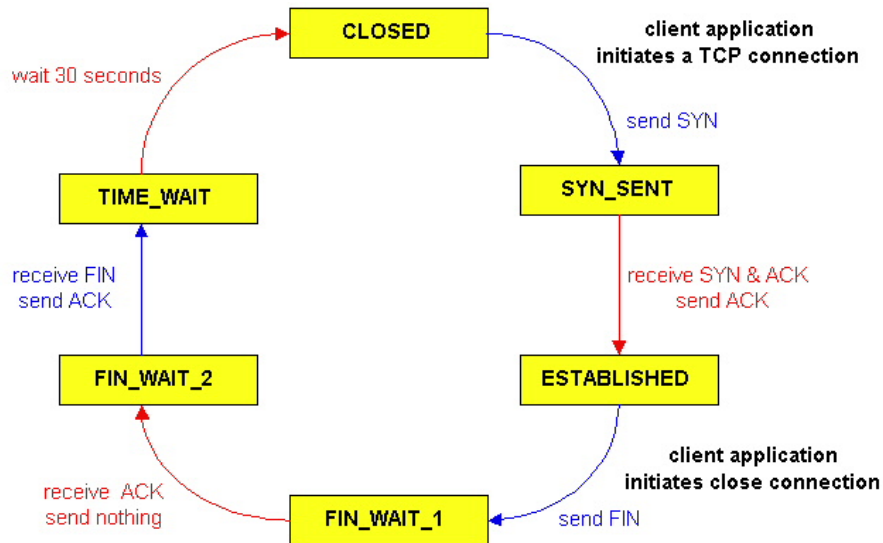 CLOSED
client application
initiates a TCP connection
wait 30 seconds
send SYN
TIME_WAIT
SYN_SENT
receive FIN
send ACK
receive SYN & ACK
send ACK
FIN_WAIT_2
ESTABLISHED
client application
initiates close connection
receive ACK
send nothing
FIN_WAIT_1
send FIN